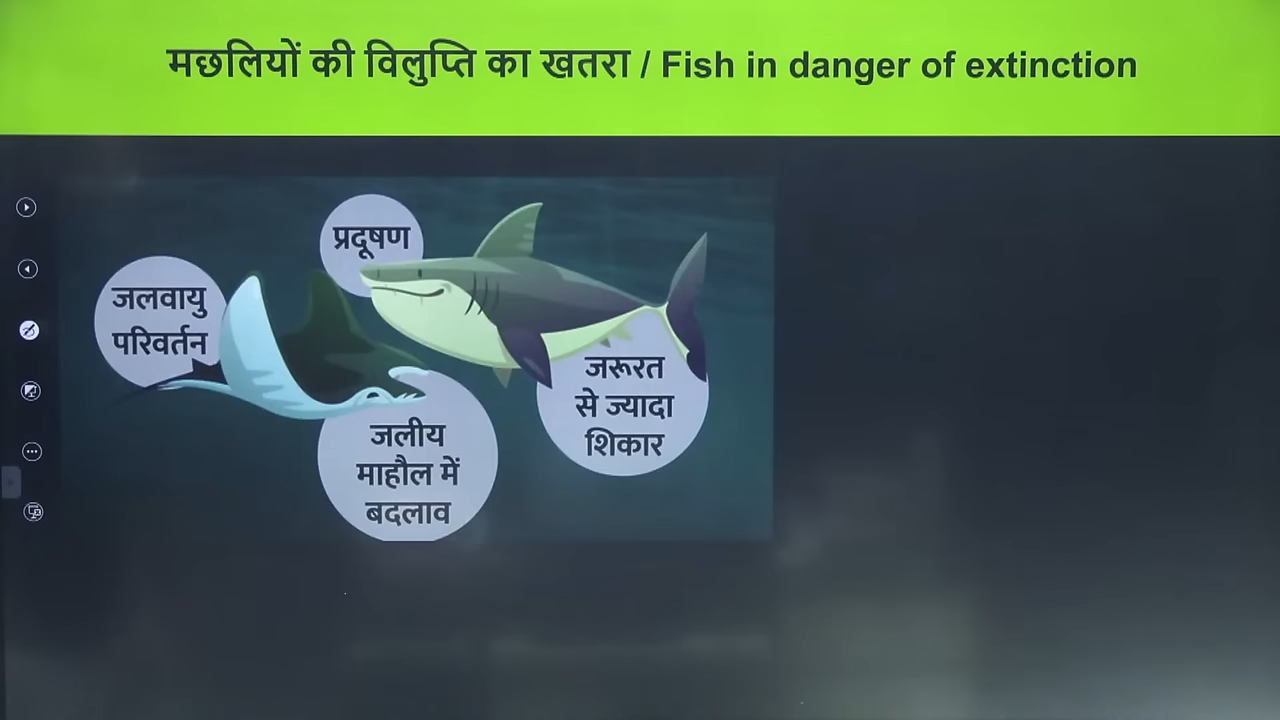 मछलियों की विलुप्ति का खतरा / Fish in danger of extinction
प्रदूषण
जलवायु
परिवर्तन
जरूरत
से ज्यादा
शिकार
जलीय
माहौल में
बदलाव